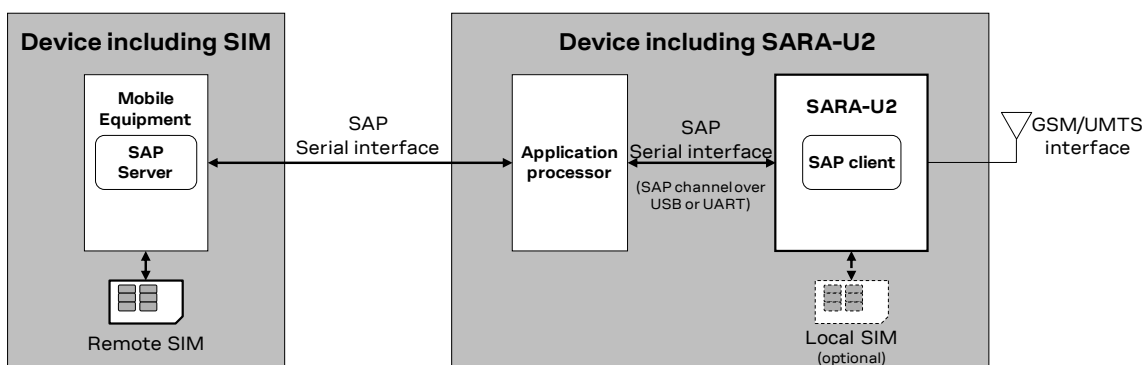 Device including SIM
Mobile
Equipment
SAP
Server
Remote SIM
SAP
Serial interface
Device including SARA-U2
Application
processor
SAP
Serial interface
(SAP channel over
USB or UART)
SARA-U2
SAP client
Local SIM
(optional)
GSM/UMTS
interface